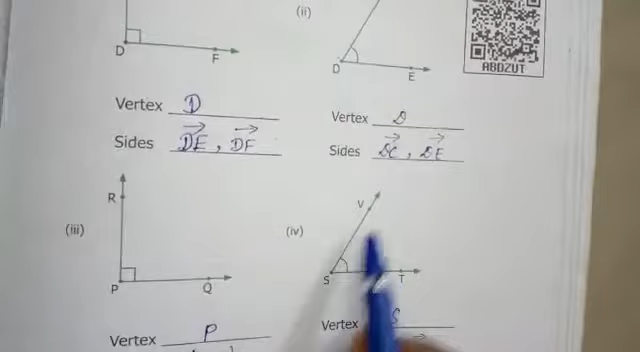 (ii)
D
F
D
E
ABDZUT
Vertex D
Sides DE, DF
Vertex D
Sides DC, DE
(iii)
R
P
Q
(iv)
V
S
T
Vertex P
Vertex S